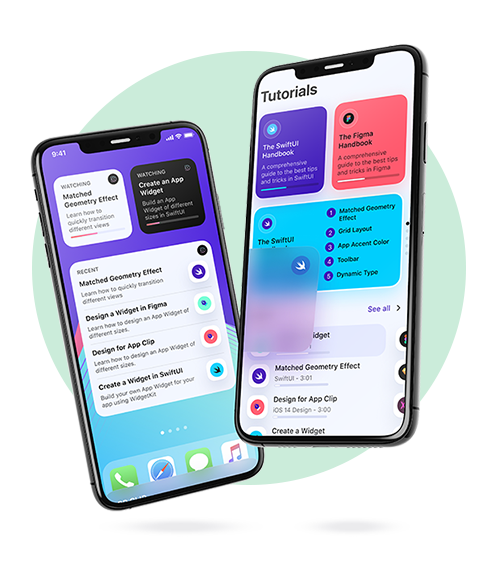 9:41
WATCHING
Matched
Geometry Effect
Learn how to
quickly transition
different views
WATCHING
Create an App
Widget
Build an App
Widget of different
sizes in SwiftUI
RECENT
Matched Geometry Effect
Learn how to quickly transition
different views
Design a Widget in Figma
Learn how to design an App Widget of
different sizes.
Design for App Clip
Learn how to design an App Widget of
different sizes.
Create a Widget in SwiftUI
Build your own App Widget for your
app using WidgetKit
Tutorials
The SwiftUI
Handbook
A comprehensive
guide to the best tips
and tricks in SwiftUI
The Figma
Handbook
A comprehensive
guide to the best tips
and tricks in Figma
The SwiftUI
Handbook
1 Matched Geometry
Effect
2 Grid Layout
3 App Accent Color
4 Toolbar
5 Dynamic Type
See all
Widget
Matched Geometry Effect
SwiftUI - 3:01
Design for App Clip
iOS 14 Design - 3:00
Create a Widget